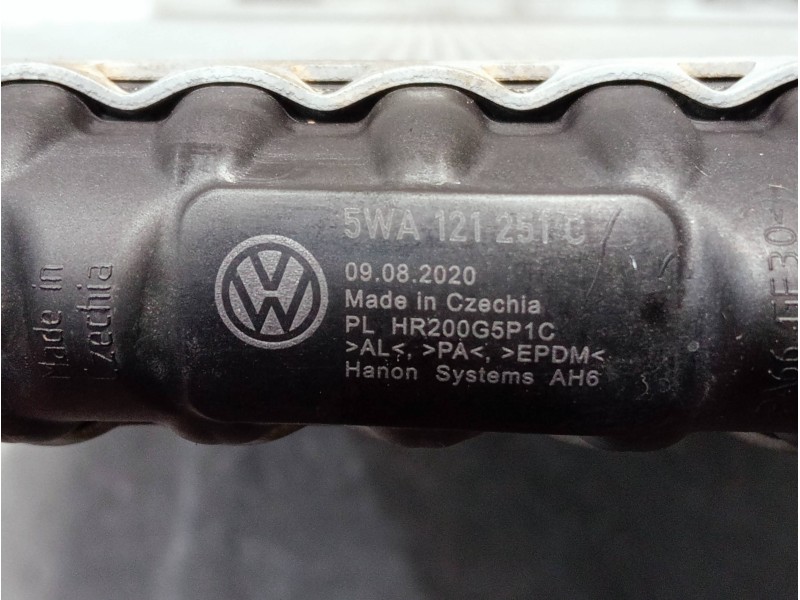 5WA 121 251 C
09.08.2020
Made in Czechia
PL HR200G5P1C
>AL<, >PA<, >EPDM<
Hanon Systems AH6
Made in
Czechia